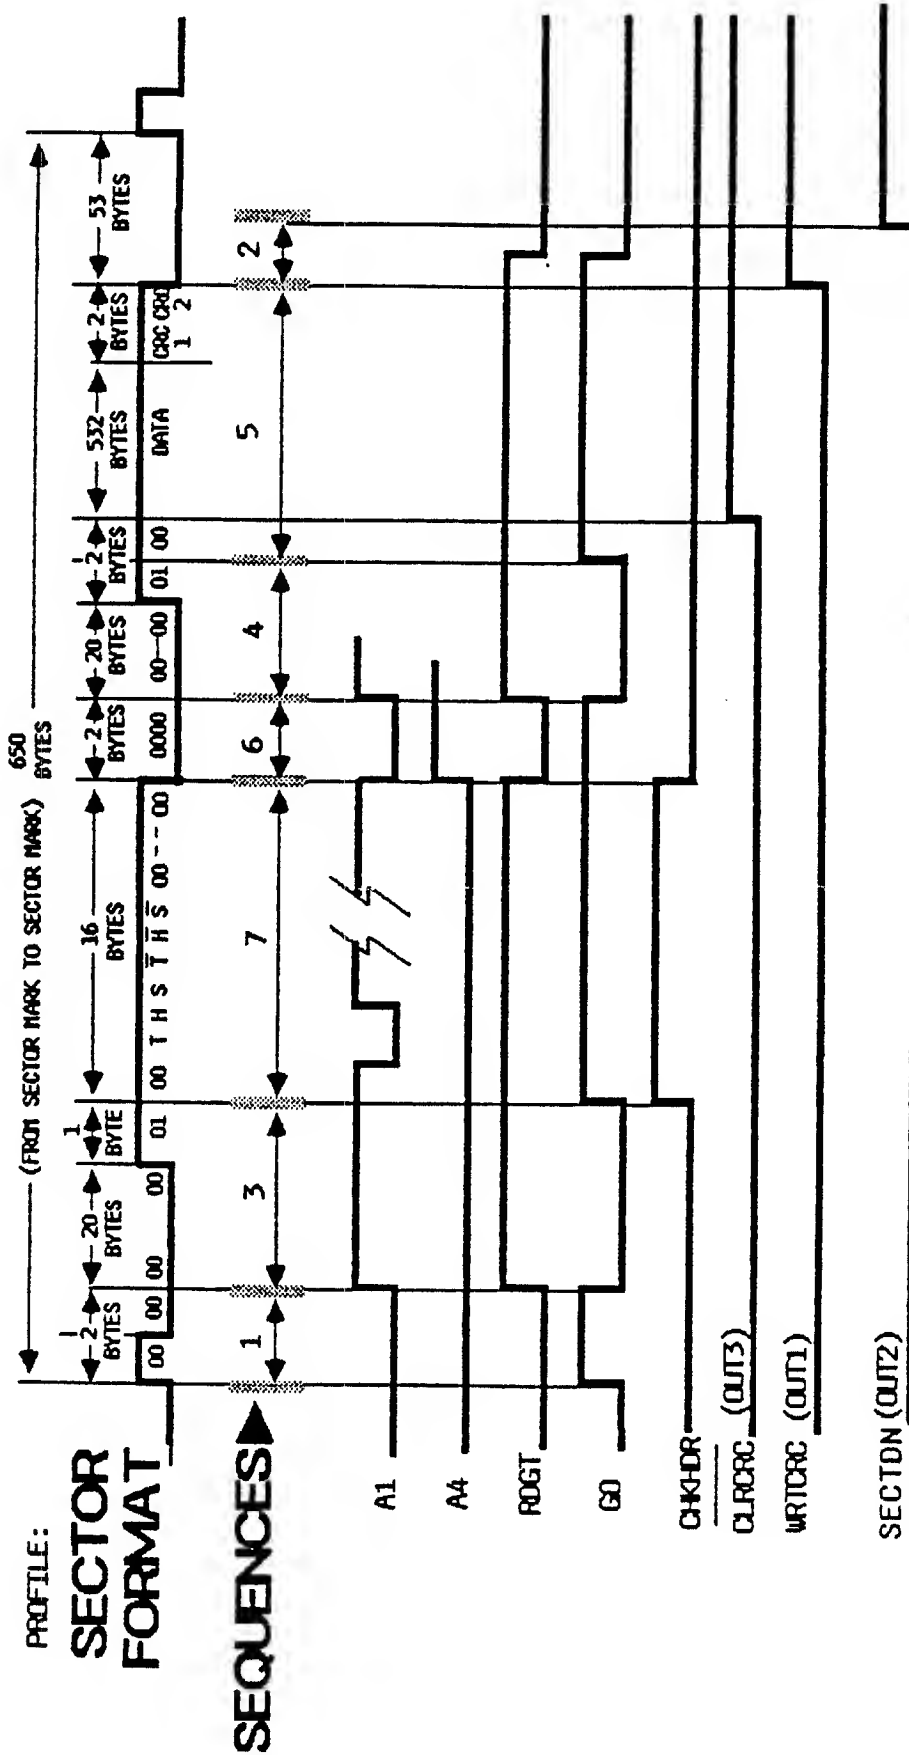 PROFILE:
SECTOR
FORMAT
(FROM SECTOR MARK TO SECTOR MARK)
650
BYTES
1
2
BYTES
20
BYTES
1
BYTE
16
BYTES
2
BYTES
20
BYTES
1
2
BYTES
532
BYTES
2
BYTES
53
BYTES
00 00 00 00 01 00 T H S T̅ H̅ S̅ 00 - - 00 0000 00—00 01 00 DATA CRC CRC
1 2
SEQUENCES
1 3 7 6 4 5 2
A1
A4
RDGT
GO
CHKHDR
C̅L̅R̅C̅R̅C̅ (OUT3)
WRTCRC (OUT1)
SECTDN (OUT2)